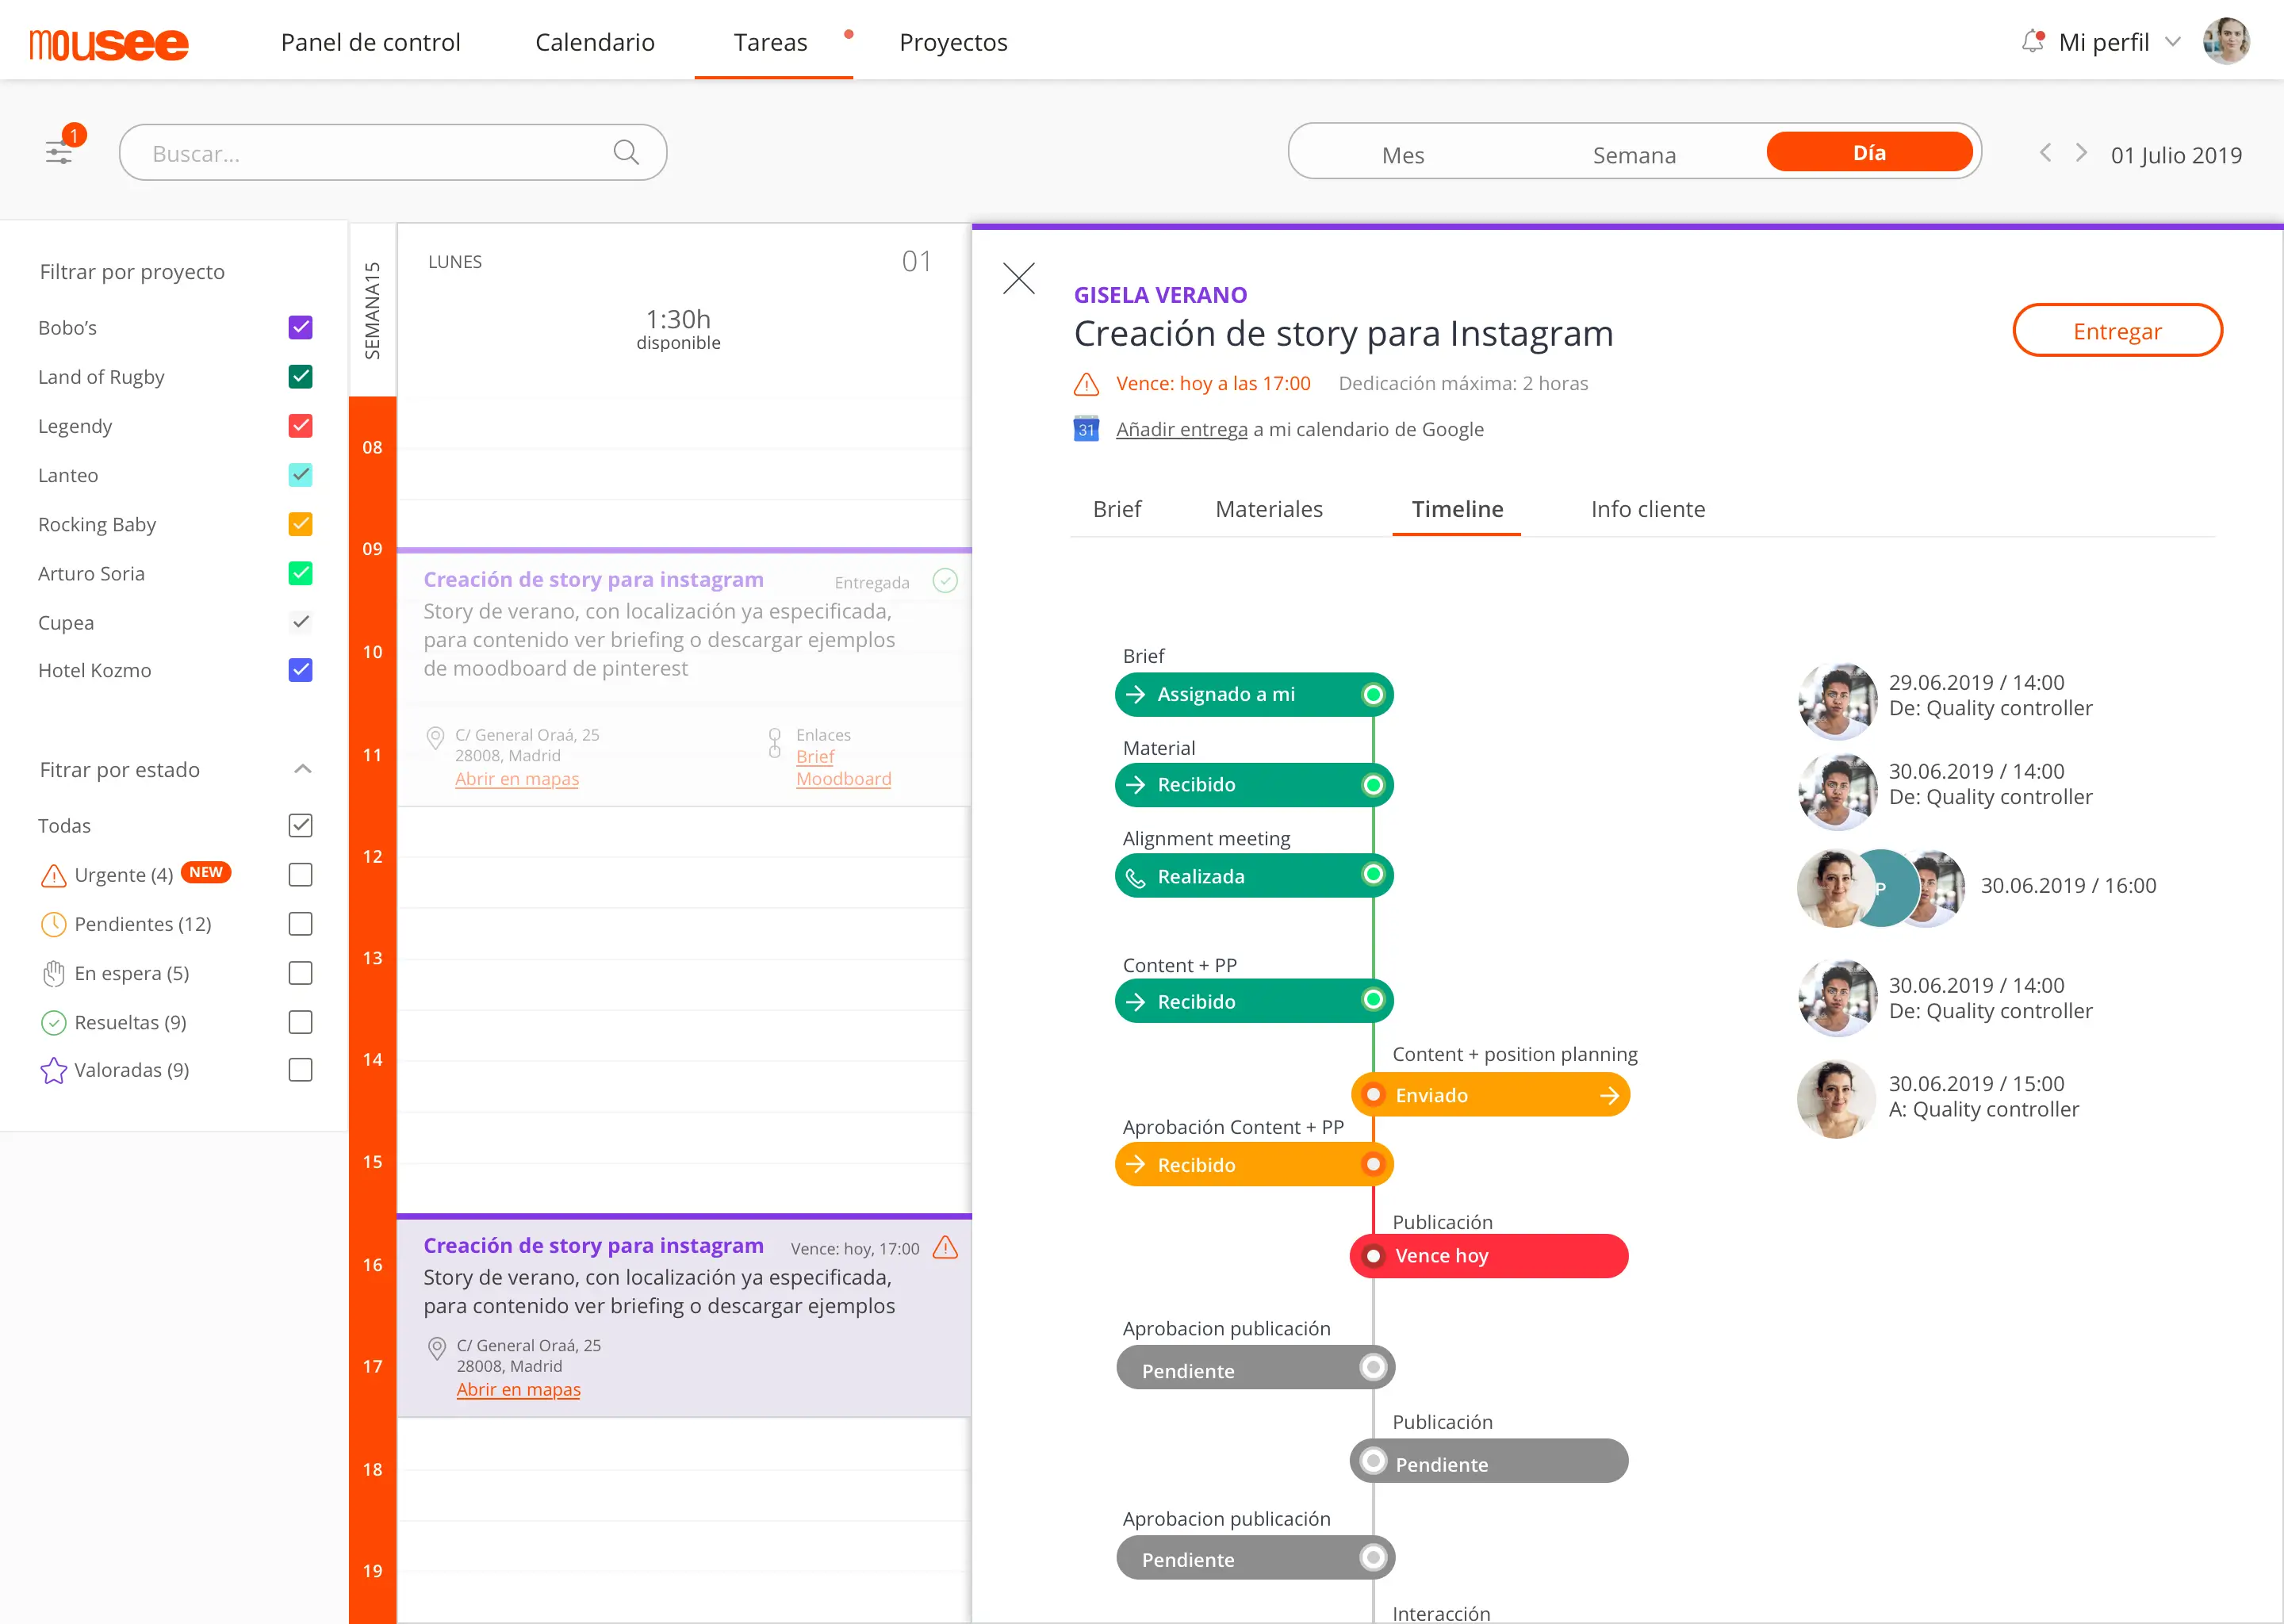 mousee
Panel de control
Calendario
Tareas
Proyectos
Mi perfil
1
Buscar...
Mes
Semana
Día
01 Julio 2019
Filtrar por proyecto
Bobo's
Land of Rugby
Legendy
Lanteo
Rocking Baby
Arturo Soria
Cupea
Hotel Kozmo
Fitrar por estado
Todas
Urgente (4) NEW
Pendientes (12)
En espera (5)
Resueltas (9)
Valoradas (9)
SEMANA15
08
09
10
11
12
13
14
15
16
17
18
19
LUNES
01
1:30h
disponible
Creación de story para instagram
Entregada
Story de verano, con localización ya especificada,
para contenido ver briefing o descargar ejemplos
de moodboard de pinterest
C/ General Oraá, 25
28008, Madrid
Abrir en mapas
Enlaces
Brief
Moodboard
Creación de story para instagram
Vence: hoy, 17:00
Story de verano, con localización ya especificada,
para contenido ver briefing o descargar ejemplos
C/ General Oraá, 25
28008, Madrid
Abrir en mapas
GISELA VERANO
Creación de story para Instagram
Entregar
Vence: hoy a las 17:00
Dedicación máxima: 2 horas
31
Añadir entrega a mi calendario de Google
Brief
Materiales
Timeline
Info cliente
Brief
Assignado a mi
29.06.2019 / 14:00
De: Quality controller
Material
Recibido
30.06.2019 / 14:00
De: Quality controller
Alignment meeting
Realizada
P
30.06.2019 / 16:00
Content + PP
Recibido
30.06.2019 / 14:00
De: Quality controller
Content + position planning
Enviado
30.06.2019 / 15:00
A: Quality controller
Aprobación Content + PP
Recibido
Publicación
Vence hoy
Aprobacion publicación
Pendiente
Publicación
Pendiente
Aprobacion publicación
Pendiente
Interacción